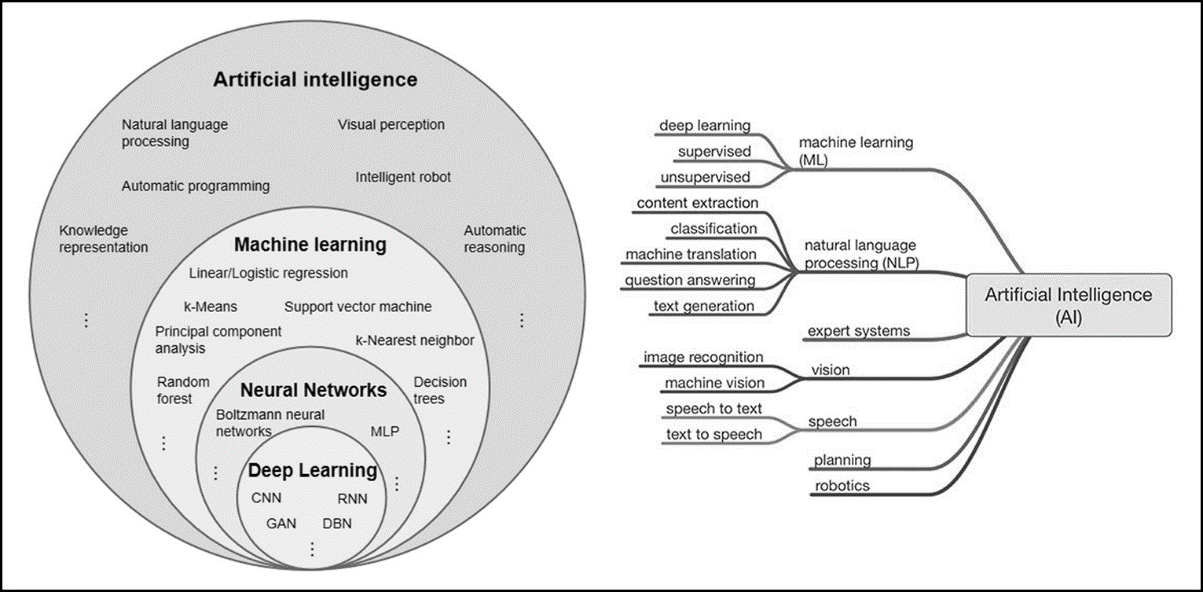 Artificial intelligence
Natural language
processing
Visual perception
Automatic programming
Intelligent robot
Knowledge
representation
Automatic
reasoning
Machine learning
Linear/Logistic regression
k-Means
Support vector machine
Principal component
analysis
k-Nearest neighbor
Random
forest
Decision
trees
Neural Networks
Boltzmann neural
networks
MLP
Deep Learning
CNN
RNN
GAN
DBN
deep learning
supervised
unsupervised
machine learning
(ML)
content extraction
classification
machine translation
question answering
text generation
natural language
processing (NLP)
expert systems
image recognition
machine vision
vision
speech to text
text to speech
speech
planning
robotics
Artificial Intelligence
(AI)